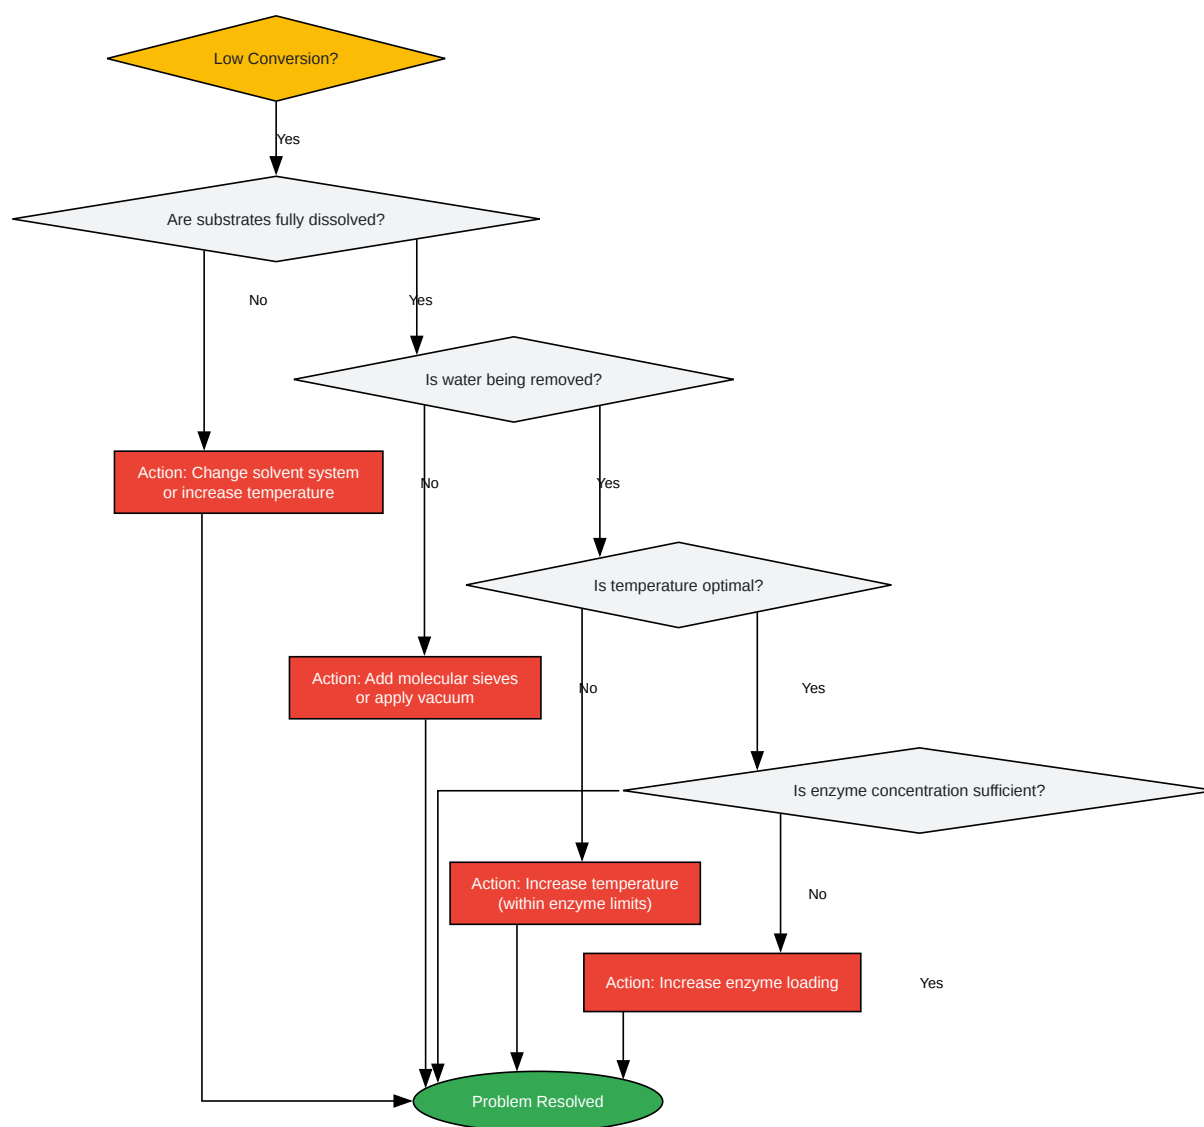 Low Conversion?
Yes
Are substrates fully dissolved?
No
Yes
Is water being removed?
Action: Change solvent system
or increase temperature
No
Yes
Is temperature optimal?
Action: Add molecular sieves
or apply vacuum
No
Yes
Is enzyme concentration sufficient?
Action: Increase temperature
(within enzyme limits)
No
Action: Increase enzyme loading
Yes
Problem Resolved